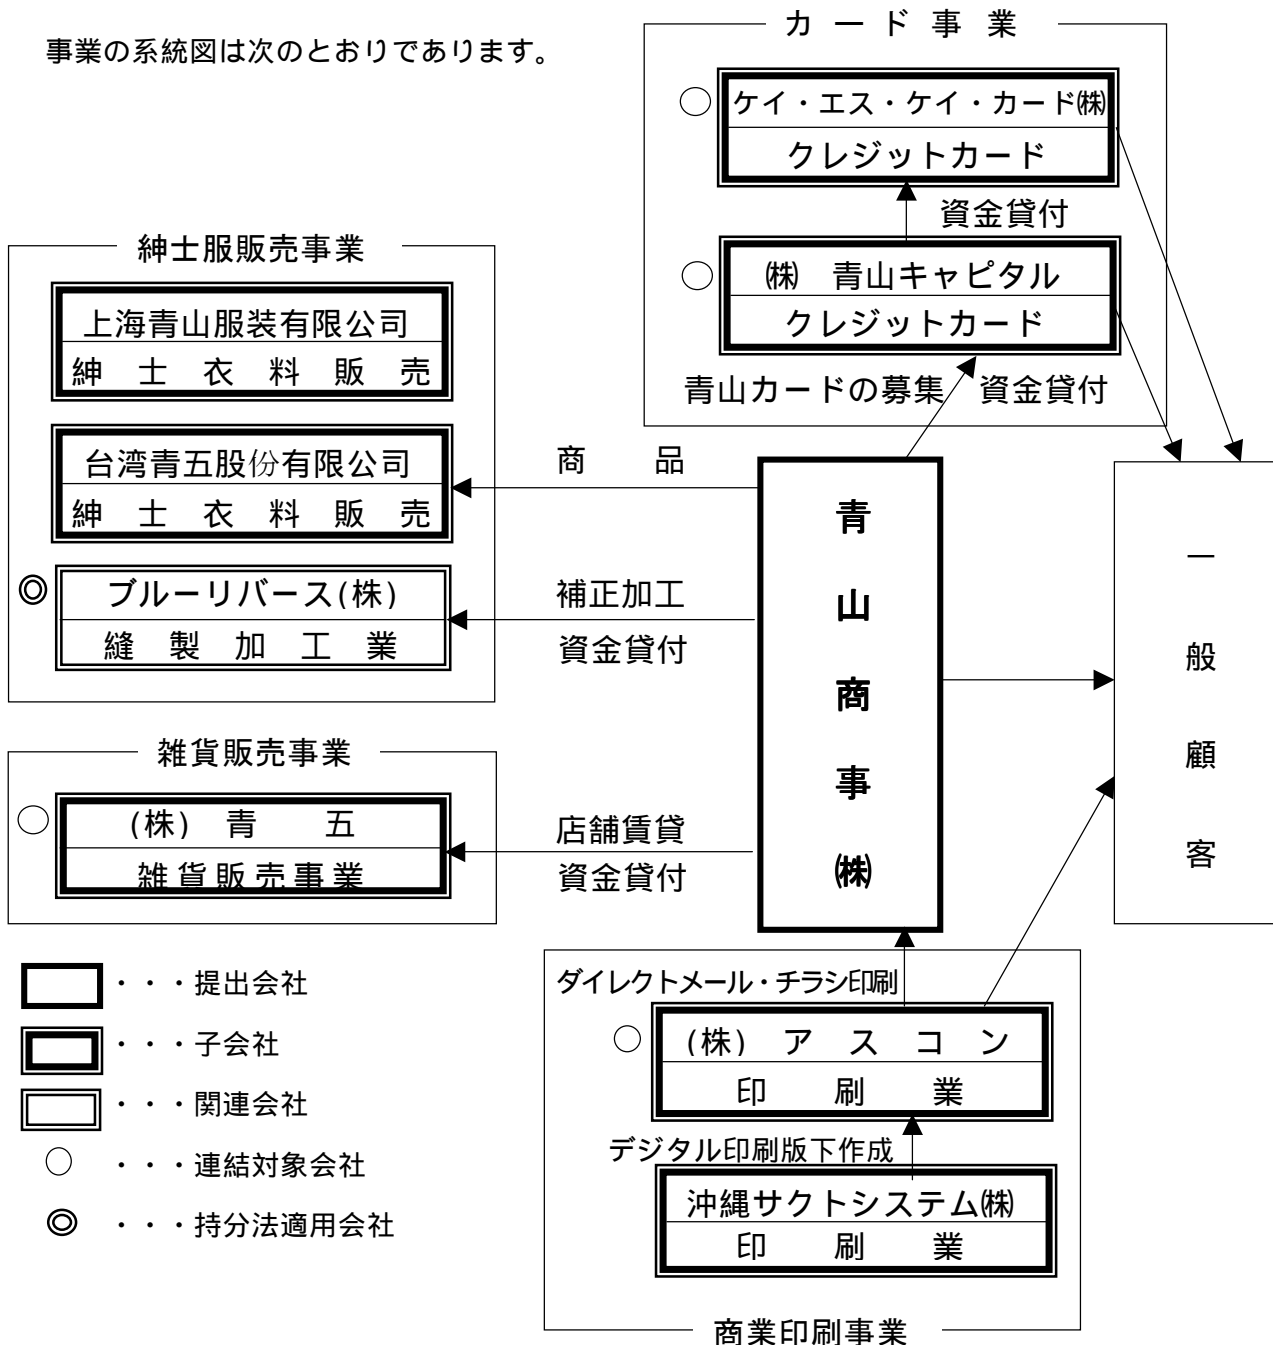 事業の系統図は次のとおりであります。
カード事業
ケイ・エス・ケイ・カード㈱
クレジットカード
資金貸付
㈱ 青山キャピタル
クレジットカード
青山カードの募集 資金貸付
紳士服販売事業
上海青山服装有限公司
紳士衣料販売
台湾青五股份有限公司
紳士衣料販売
ブルーリバース(株)
縫製加工業
商品
補正加工
資金貸付
青山商事㈱
一般顧客
雑貨販売事業
(株) 青五
雑貨販売事業
店舗賃貸
資金貸付
・・・提出会社
・・・子会社
・・・関連会社
○ ・・・連結対象会社
◎ ・・・持分法適用会社
ダイレクトメール・チラシ印刷
(株) アスコン
印刷業
デジタル印刷版下作成
沖縄サクトシステム㈱
印刷業
商業印刷事業